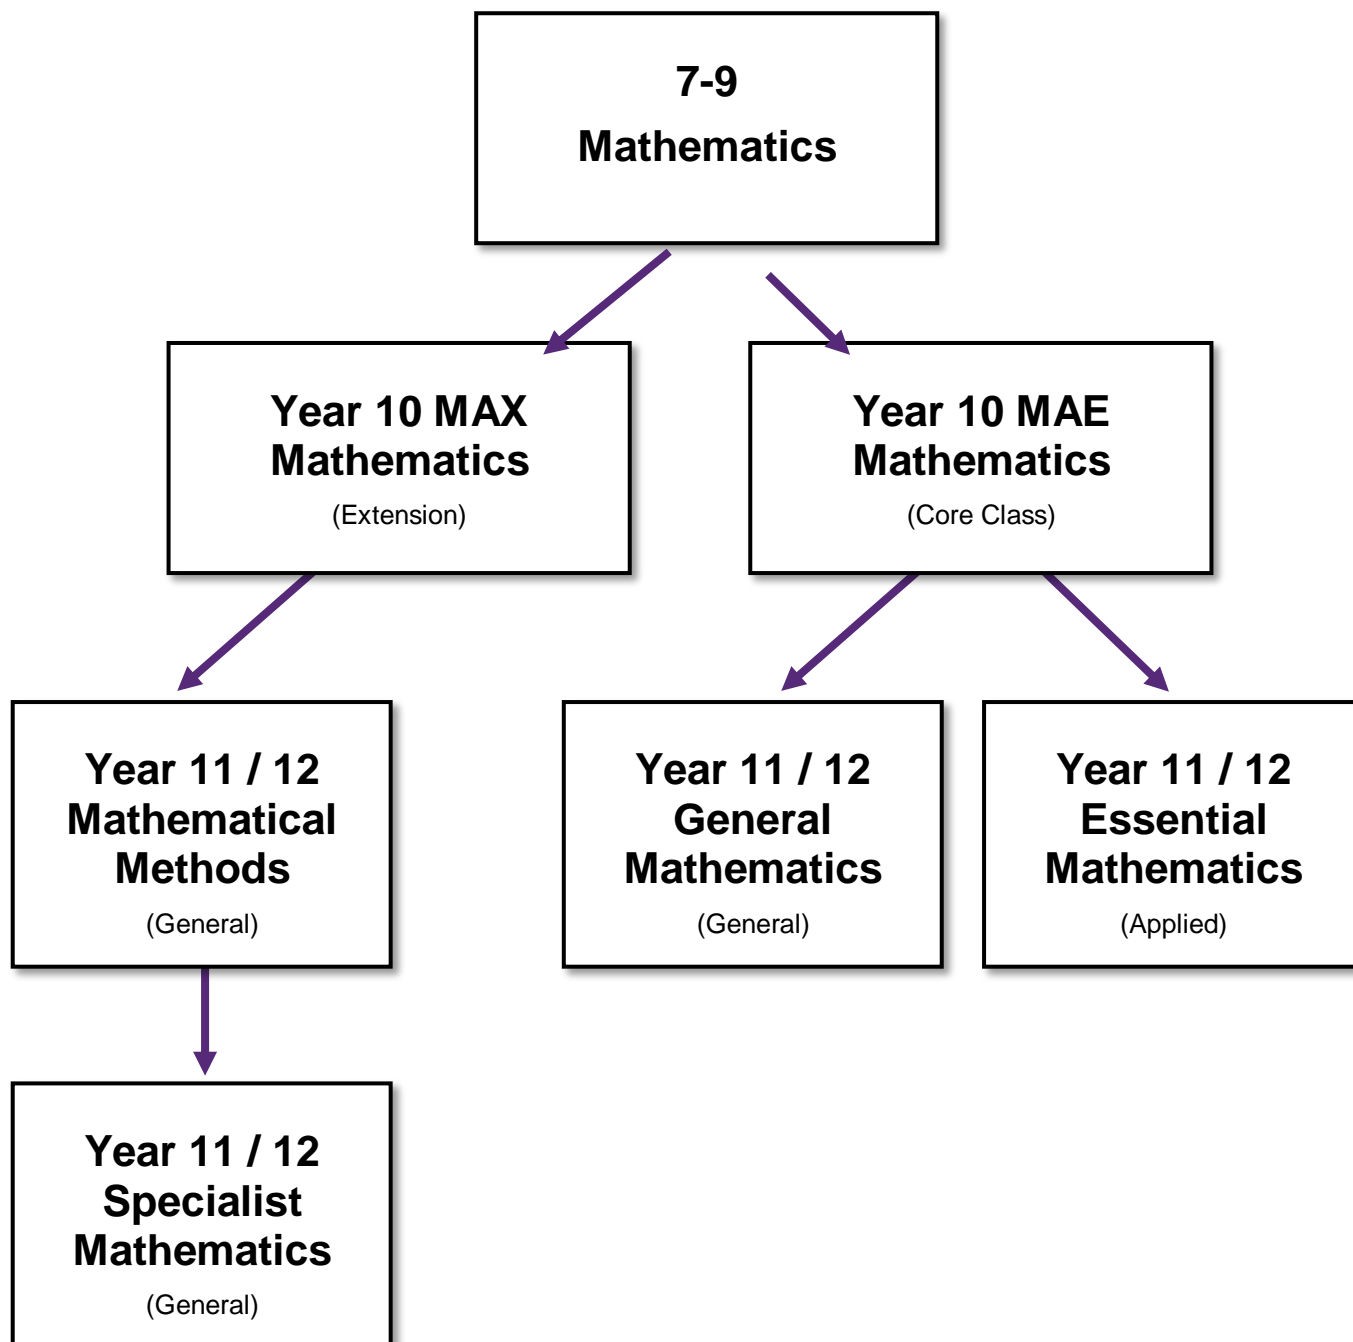 7-9
Mathematics
Year 10 MAX
Mathematics
(Extension)
Year 10 MAE
Mathematics
(Core Class)
Year 11 / 12
Mathematical
Methods
(General)
Year 11 / 12
General
Mathematics
(General)
Year 11 / 12
Essential
Mathematics
(Applied)
Year 11 / 12
Specialist
Mathematics
(General)